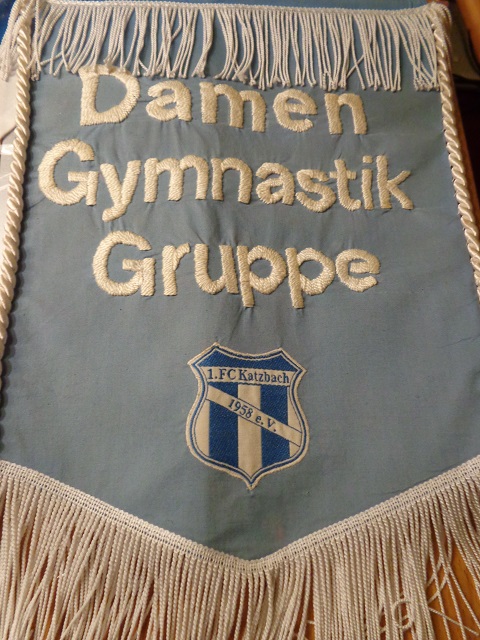 Damen
Gymnastik
Gruppe
1.FC Katzbach
1958 e.V.